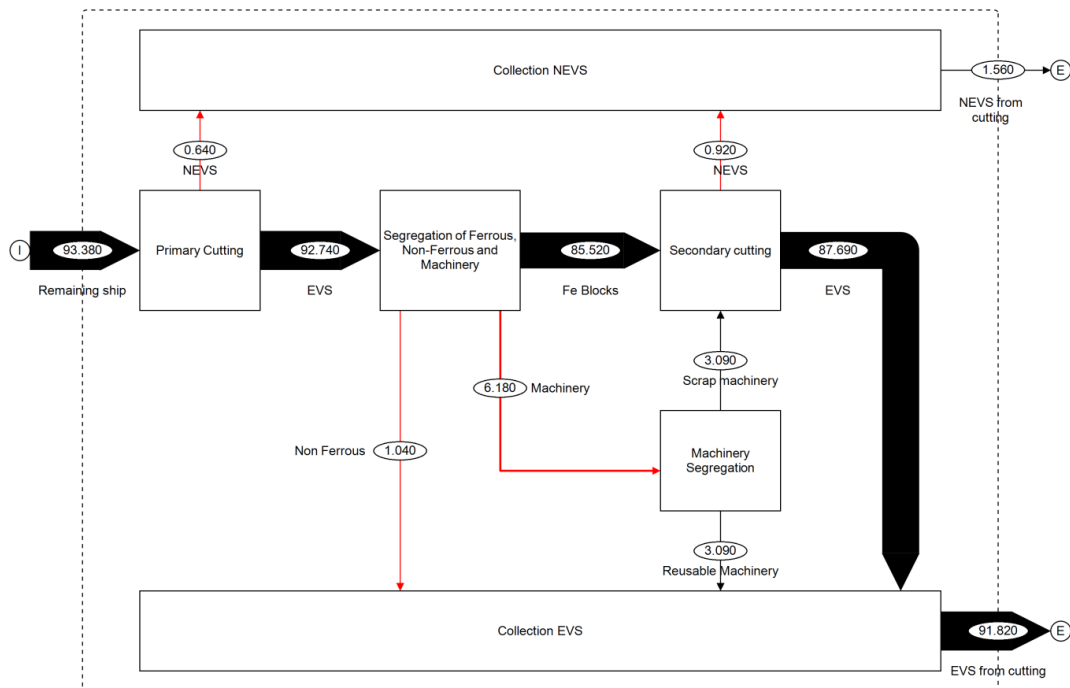 Collection NEVS
1.560
E
NEVS from
cutting
0.640
NEVS
0.920
NEVS
I
93.380
Remaining ship
Primary Cutting
92.740
EVS
Segregation of Ferrous,
Non-Ferrous and
Machinery
85.520
Fe Blocks
Secondary cutting
87.690
EVS
3.090
Scrap machinery
6.180
Machinery
Non Ferrous
1.040
Machinery
Segregation
3.090
Reusable Machinery
Collection EVS
91.820
E
EVS from cutting